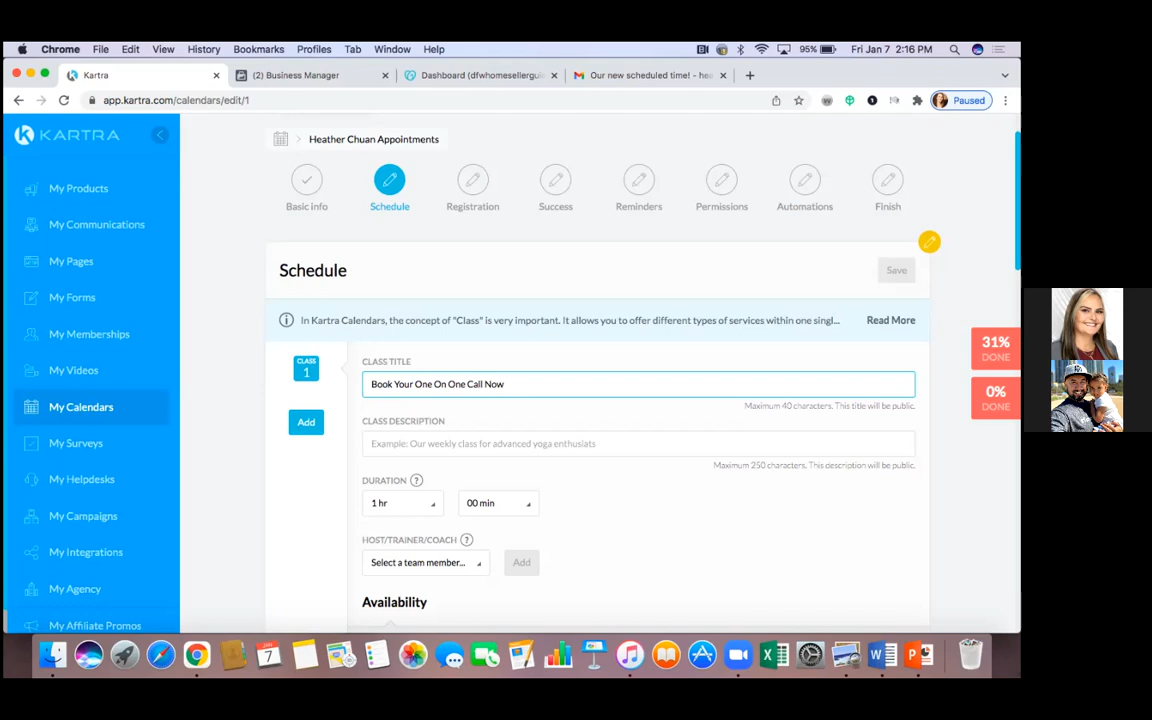 Chrome File Edit View History Bookmarks Profiles Tab Window Help 95% Fri Jan 7 2:16 PM
Kartra (2) Business Manager Dashboard (dfwhomesellergui Our new scheduled time! - hea
app.kartra.com/calendars/edit/1 Paused
KARTRA
My Products
My Communications
My Pages
My Forms
My Memberships
My Videos
My Calendars
My Surveys
My Helpdesks
My Campaigns
My Integrations
My Agency
My Affiliate Promos
Heather Chuan Appointments
Basic info Schedule Registration Success Reminders Permissions Automations Finish
Schedule
Save
In Kartra Calendars, the concept of "Class" is very important. It allows you to offer different types of services within one singl... Read More
CLASS
1
Add
CLASS TITLE
Book Your One On One Call Now
Maximum 40 characters. This title will be public.
CLASS DESCRIPTION
Example: Our weekly class for advanced yoga enthusiats
Maximum 250 characters. This description will be public.
DURATION ?
1 hr 00 min
HOST/TRAINER/COACH ?
Select a team member... Add
Availability
31%
DONE
0%
DONE